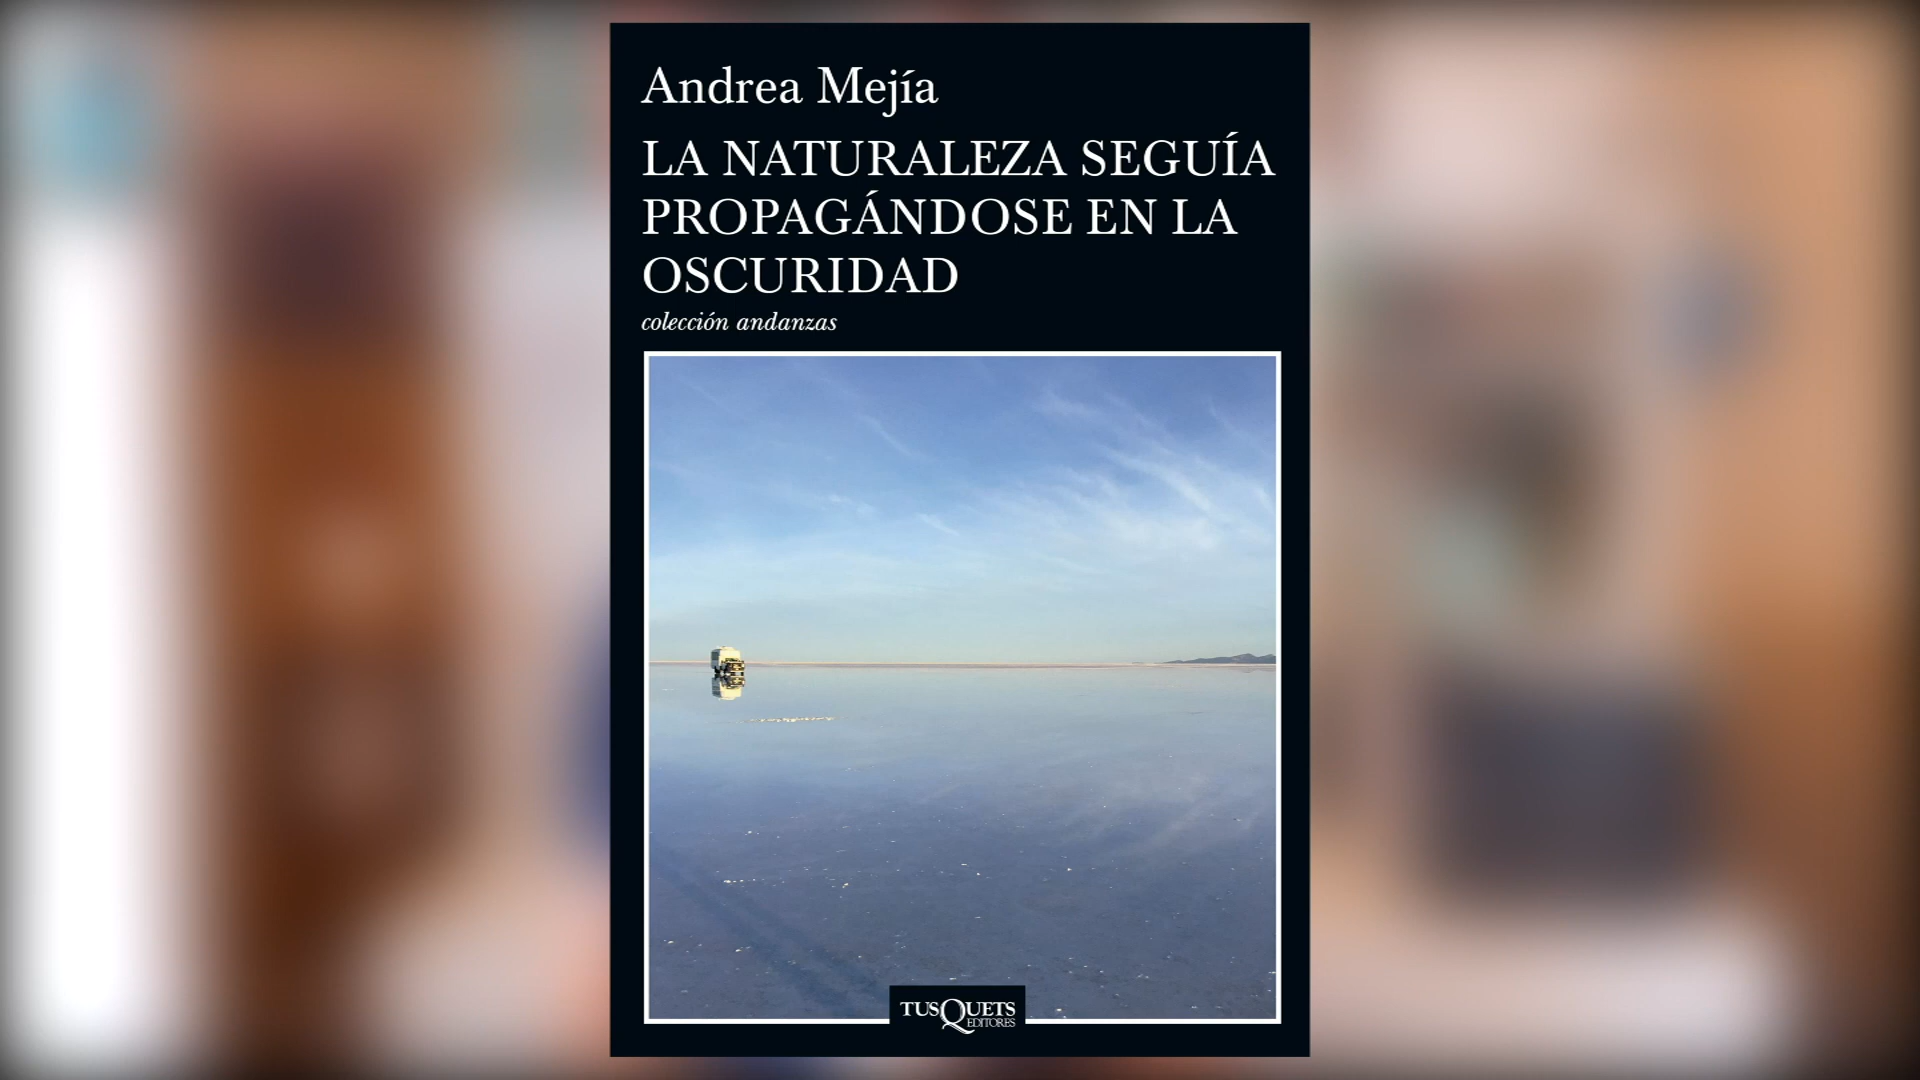 Andrea Mejía
LA NATURALEZA SEGUÍA
PROPAGÁNDOSE EN LA
OSCURIDAD
colección andanzas
TUSQUETS
EDITORES